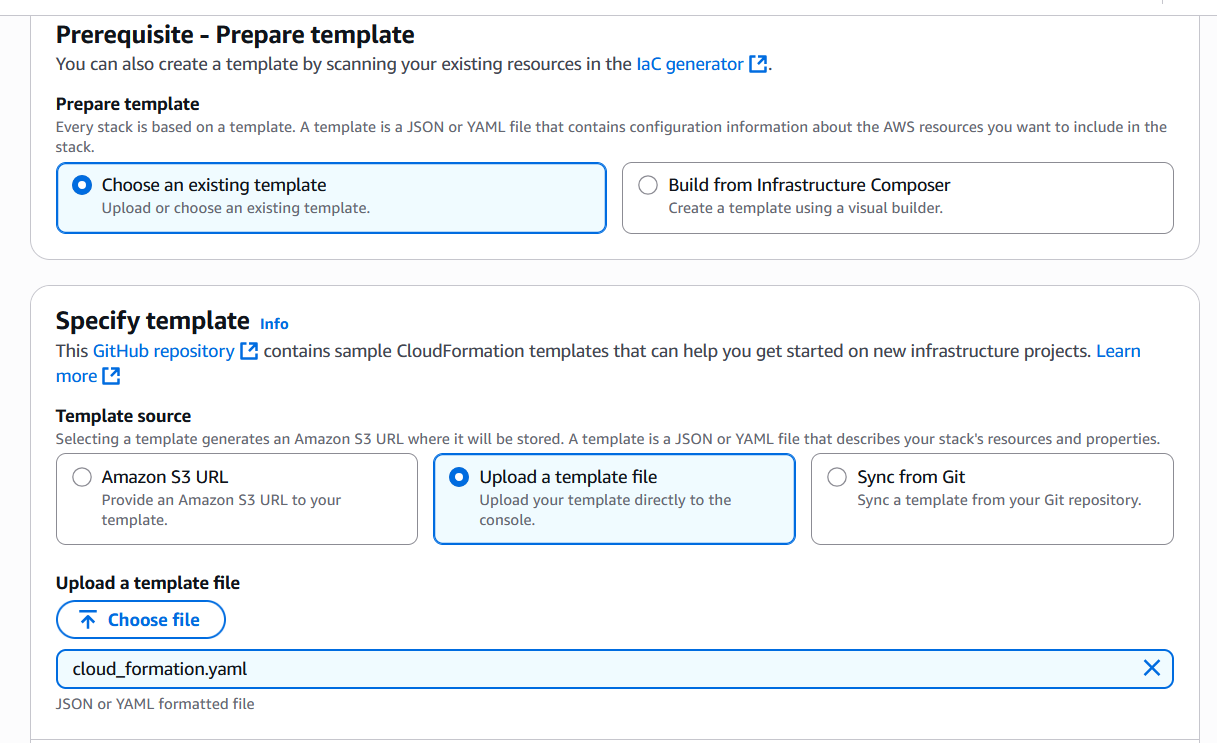 Prerequisite - Prepare template
You can also create a template by scanning your existing resources in the IaC generator.
Prepare template
Every stack is based on a template. A template is a JSON or YAML file that contains configuration information about the AWS resources you want to include in the
stack.
Choose an existing template
Upload or choose an existing template.
Build from Infrastructure Composer
Create a template using a visual builder.
Specify template Info
This GitHub repository contains sample CloudFormation templates that can help you get started on new infrastructure projects. Learn
more
Template source
Selecting a template generates an Amazon S3 URL where it will be stored. A template is a JSON or YAML file that describes your stack's resources and properties.
Amazon S3 URL
Provide an Amazon S3 URL to your
template.
Upload a template file
Upload your template directly to the
console.
Sync from Git
Sync a template from your Git repository.
Upload a template file
Choose file
cloud_formation.yaml
JSON or YAML formatted file